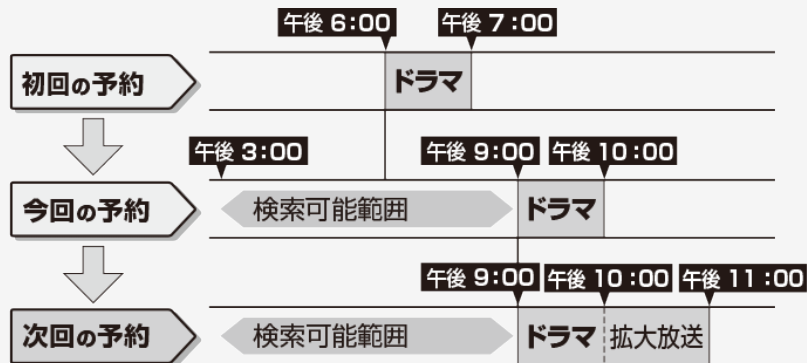 午後 6:00 午後 7:00
初回の予約 ドラマ
午後 3:00 午後 9:00 午後 10:00
今回の予約 検索可能範囲 ドラマ
午後 9:00 午後 10:00 午後 11:00
次回の予約 検索可能範囲 ドラマ 拡大放送